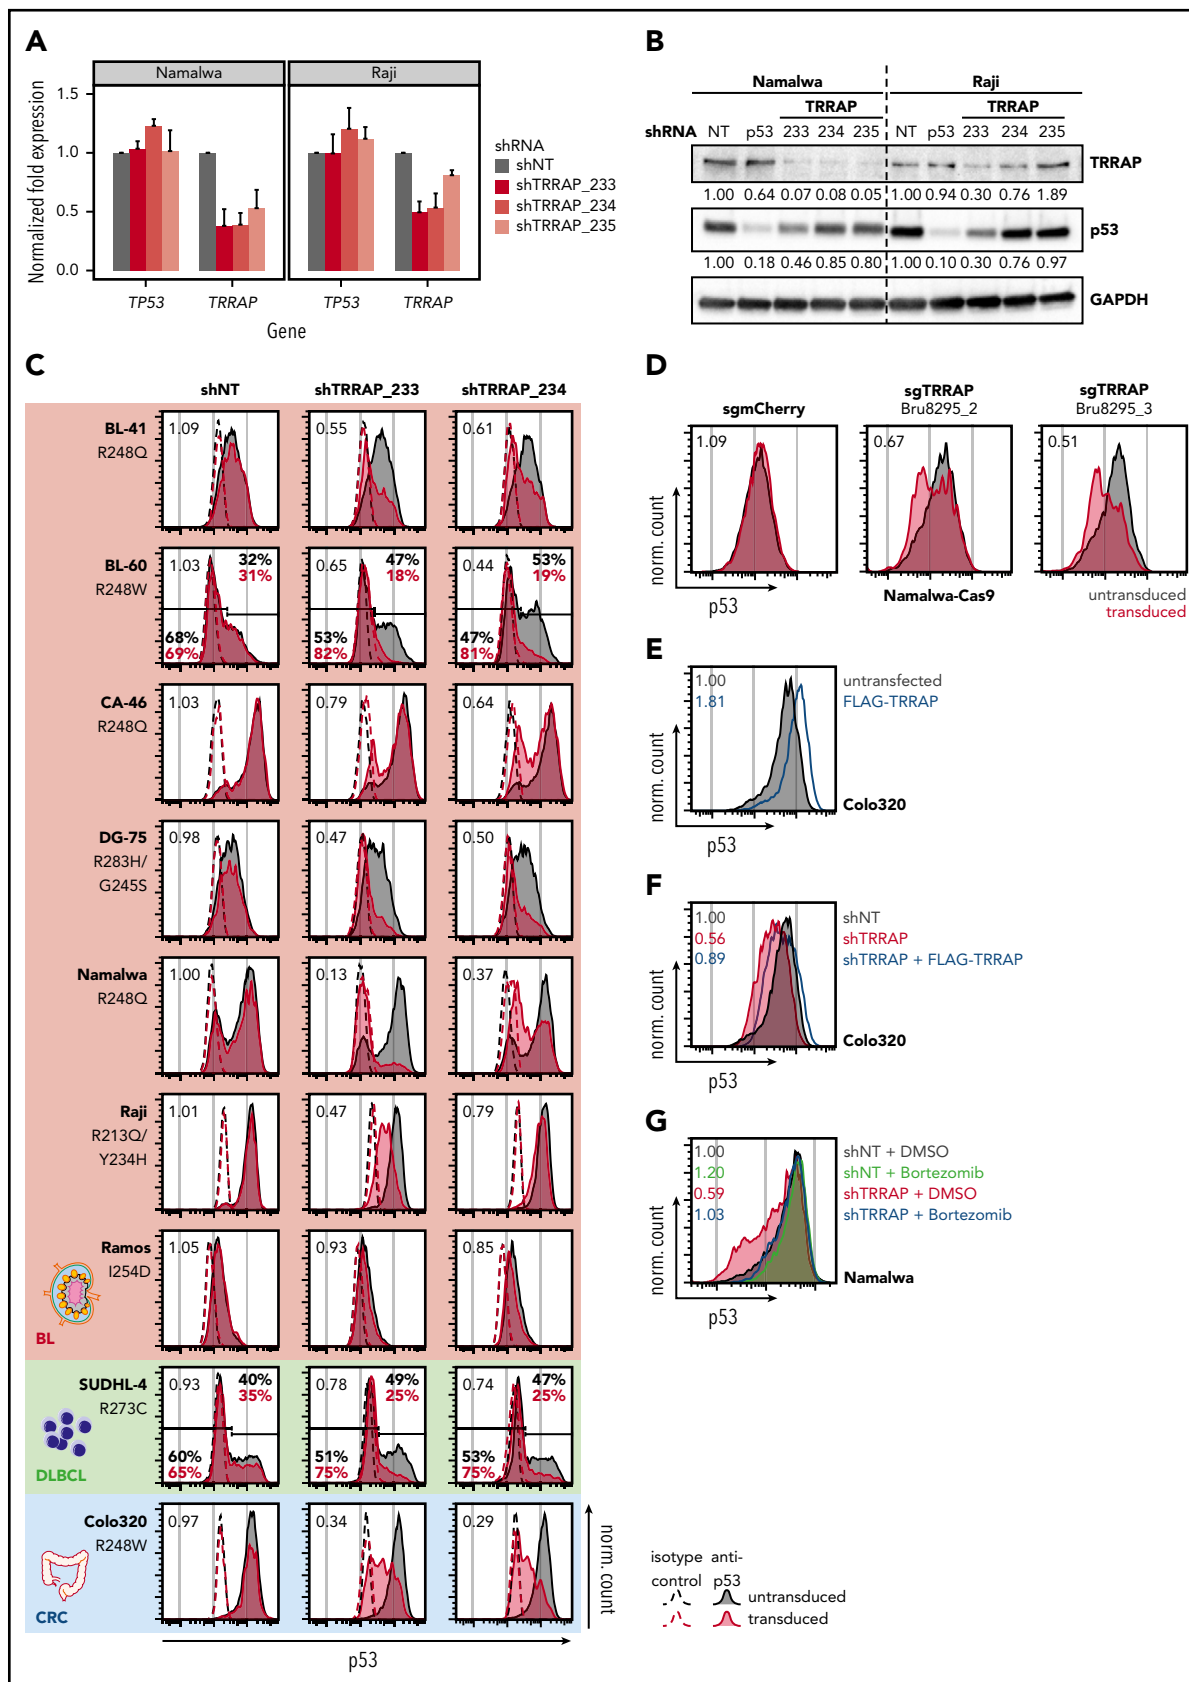 A
Namalwa
Raji
Normalized fold expression
1.5
1.0
0.5
0.0
TP53
TRRAP
TP53
TRRAP
Gene
shRNA
shNT
shTRRAP_233
shTRRAP_234
shTRRAP_235
B
Namalwa
Raji
TRRAP
TRRAP
shRNA NT p53 233 234 235 NT p53 233 234 235
TRRAP
1.00 0.64 0.07 0.08 0.05 1.00 0.94 0.30 0.76 1.89
p53
1.00 0.18 0.46 0.85 0.80 1.00 0.10 0.30 0.76 0.97
GAPDH
C
shNT
shTRRAP_233
shTRRAP_234
BL-41
R248Q
1.09
0.55
0.61
BL-60
R248W
1.03
32%
31%
68%
69%
0.65
47%
18%
53%
82%
0.44
53%
19%
47%
81%
CA-46
R248Q
1.03
0.79
0.64
DG-75
R283H/
G245S
0.98
0.47
0.50
Namalwa
R248Q
1.00
0.13
0.37
Raji
R213Q/
Y234H
1.01
0.47
0.79
Ramos
I254D
1.05
0.93
0.85
BL
SUDHL-4
R273C
0.93
40%
35%
60%
65%
0.78
49%
25%
51%
75%
0.74
47%
25%
53%
75%
DLBCL
Colo320
R248W
0.97
0.34
0.29
CRC
norm. count
p53
D
sgmCherry
sgTRRAP
Bru8295_2
sgTRRAP
Bru8295_3
1.09
0.67
0.51
norm. count
p53
Namalwa-Cas9
untransduced
transduced
E
1.00
1.81
untransfected
FLAG-TRRAP
norm. count
Colo320
p53
F
1.00
0.56
0.89
shNT
shTRRAP
shTRRAP + FLAG-TRRAP
norm. count
Colo320
p53
G
1.00
1.20
0.59
1.03
shNT + DMSO
shNT + Bortezomib
shTRRAP + DMSO
shTRRAP + Bortezomib
norm. count
Namalwa
p53
isotype anti-
control p53
untransduced
transduced